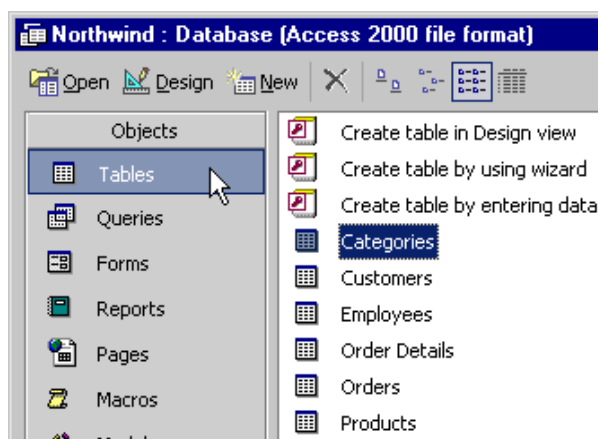 Northwind : Database (Access 2000 file format)
Open Design New
Objects
Tables
Queries
Forms
Reports
Pages
Macros
Create table in Design view
Create table by using wizard
Create table by entering data
Categories
Customers
Employees
Order Details
Orders
Products